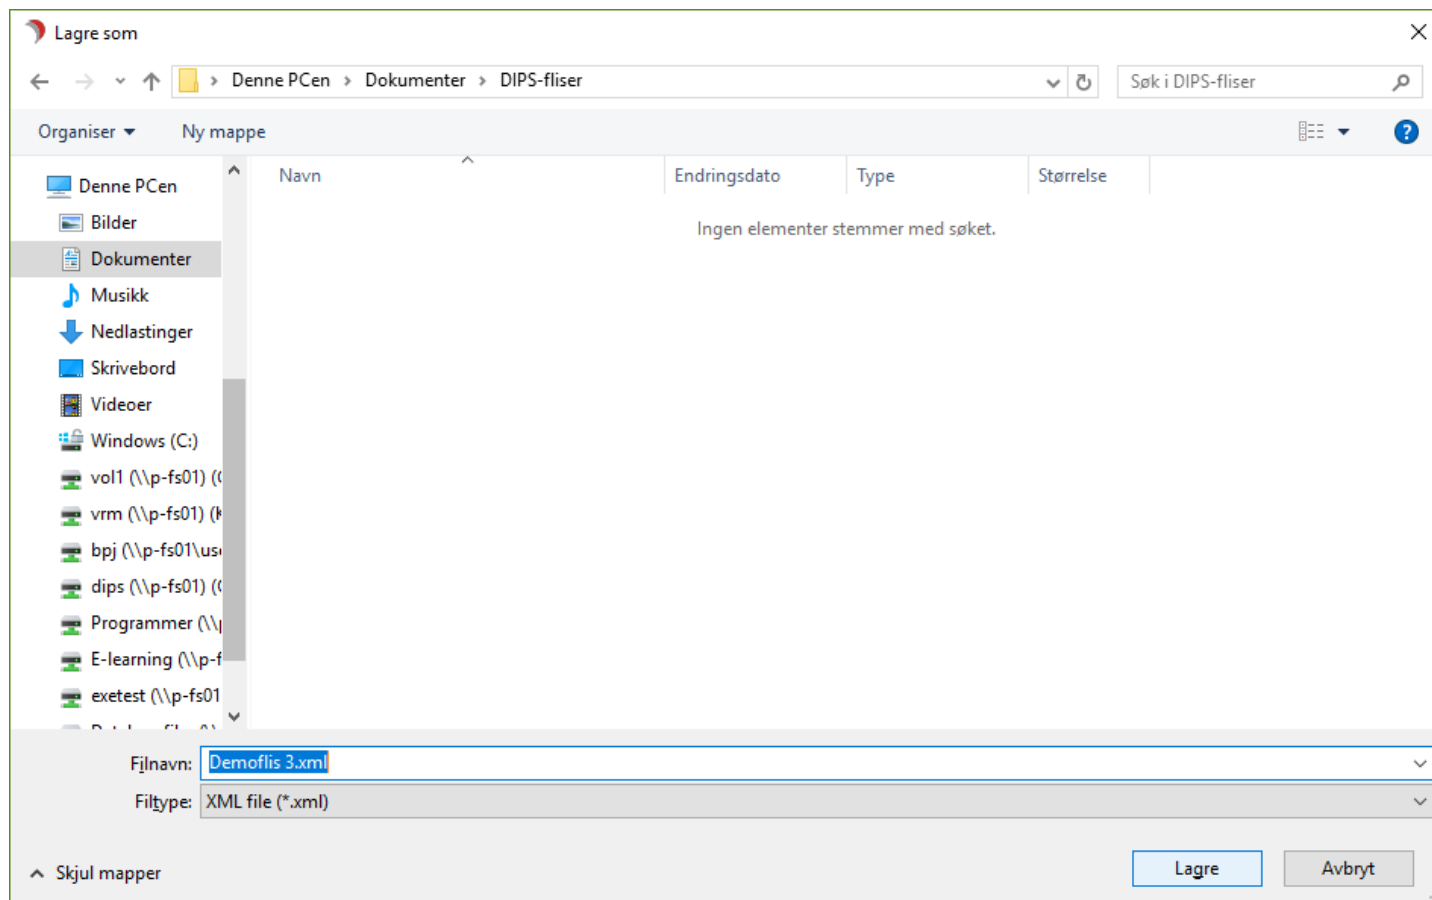 Lagre som
Denne PCen > Dokumenter > DIPS-fliser
Søk i DIPS-fliser
Organiser
Ny mappe
Navn
Endringsdato
Type
Størrelse
Ingen elementer stemmer med søket.
Denne PCen
Bilder
Dokumenter
Musikk
Nedlastinger
Skrivebord
Videoer
Windows (C:)
vol1 (\\p-fs01) (
vrm (\\p-fs01) (
bpj (\\p-fs01\
dips (\\p-fs01) (
Programmer (\\
E-learning (\\p-f
exetest (\\p-fs01
Filnavn: Demoflis 3.xml
Filtype: XML file (*.xml)
Skjul mapper
Lagre
Avbryt